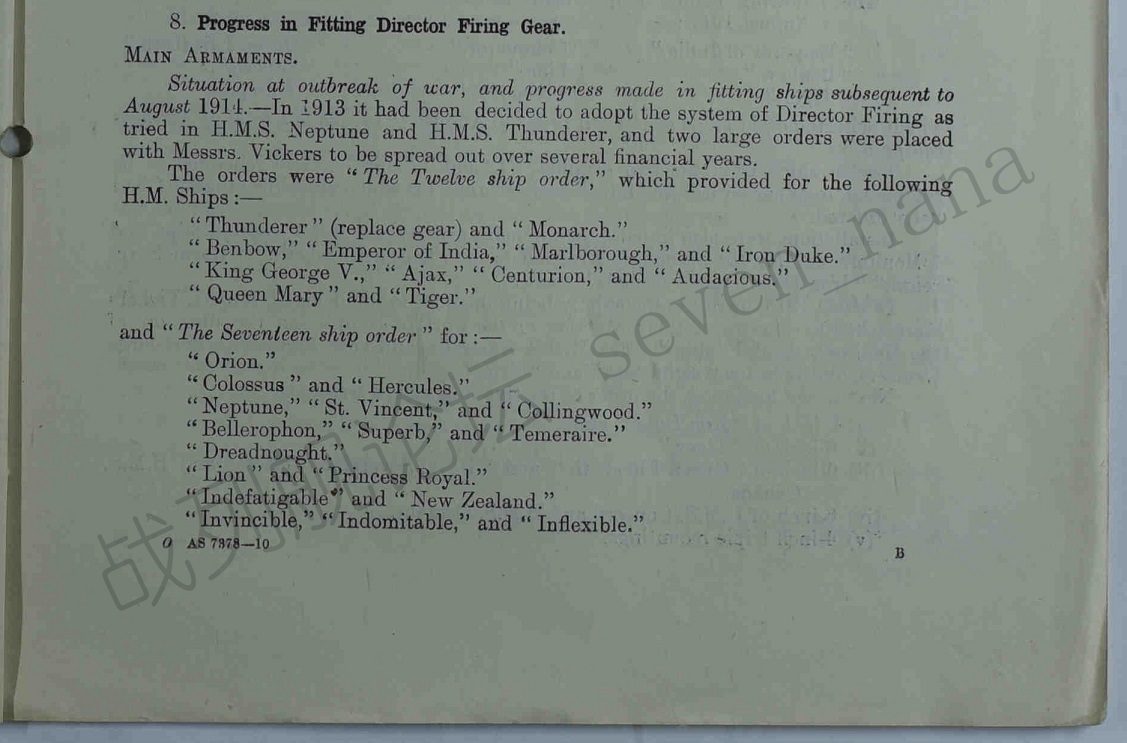 8. Progress in Fitting Director Firing Gear.
MAIN ARMAMENTS.
Situation at outbreak of war, and progress made in fitting ships subsequent to
August 1914.—In 1913 it had been decided to adopt the system of Director Firing as
tried in H.M.S. Neptune and H.M.S. Thunderer, and two large orders were placed
with Messrs. Vickers to be spread out over several financial years.
The orders were "The Twelve ship order," which provided for the following
H.M. Ships :—
"Thunderer" (replace gear) and "Monarch."
"Benbow," "Emperor of India," "Marlborough," and "Iron Duke."
"King George V.," "Ajax," "Centurion," and "Audacious."
"Queen Mary" and "Tiger."
and "The Seventeen ship order" for :—
"Orion."
"Colossus" and "Hercules."
"Neptune," "St. Vincent," and "Collingwood."
"Bellerophon," "Superb," and "Temeraire."
"Dreadnought."
"Lion" and "Princess Royal."
"Indefatigable" and "New Zealand."
"Invincible," "Indomitable," and "Inflexible."
O AS 7378—10
B
战列舰论坛 seven_nana